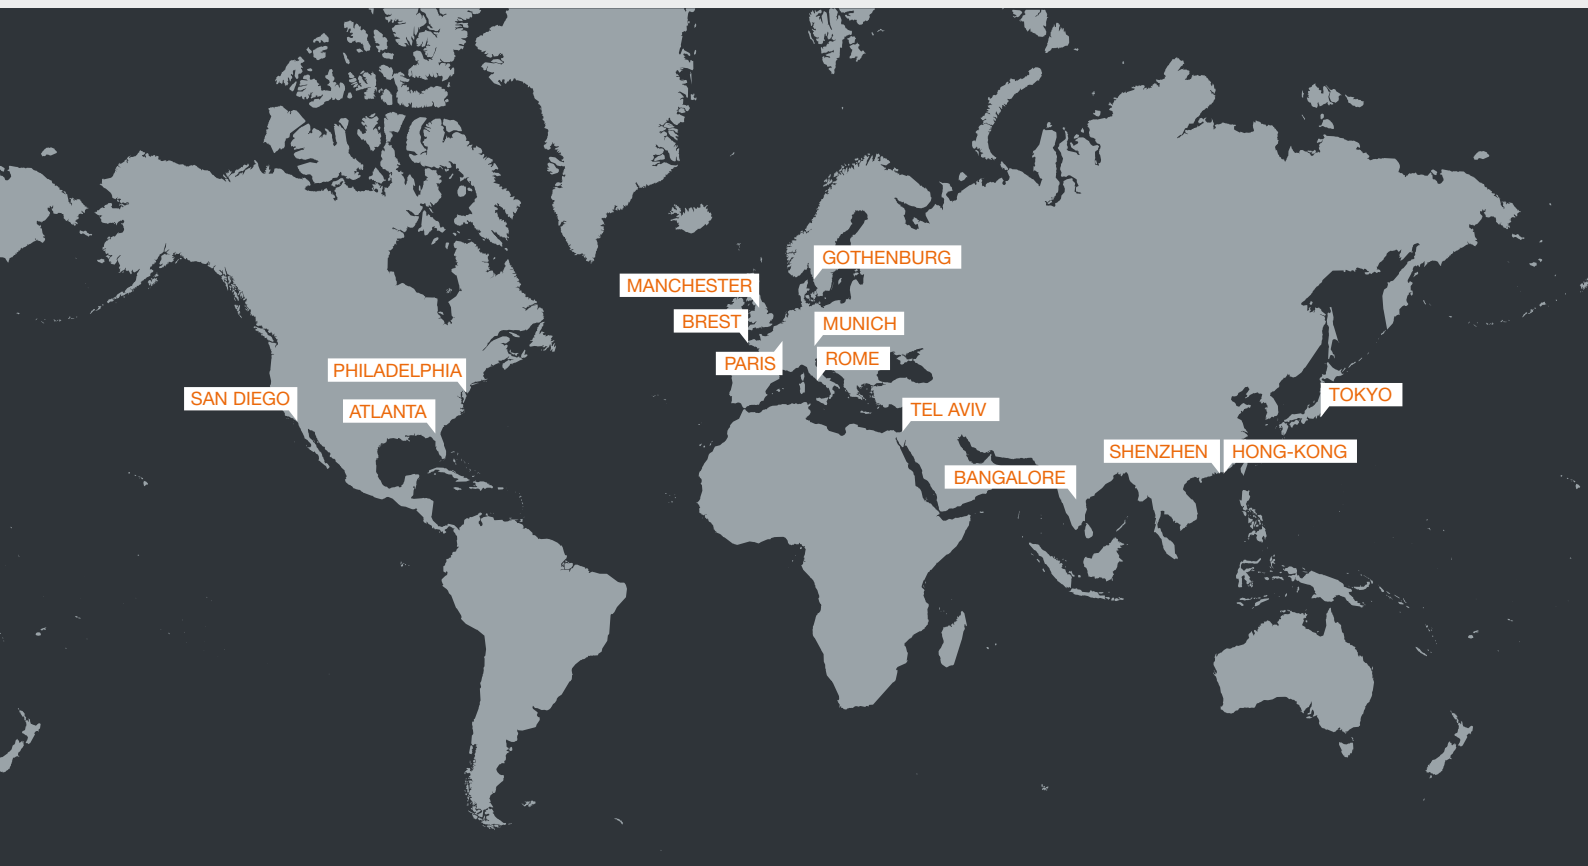 GOTHENBURG
MANCHESTER
BREST
MUNICH
PARIS
ROME
PHILADELPHIA
SAN DIEGO
ATLANTA
TEL AVIV
TOKYO
SHENZHEN
HONG-KONG
BANGALORE